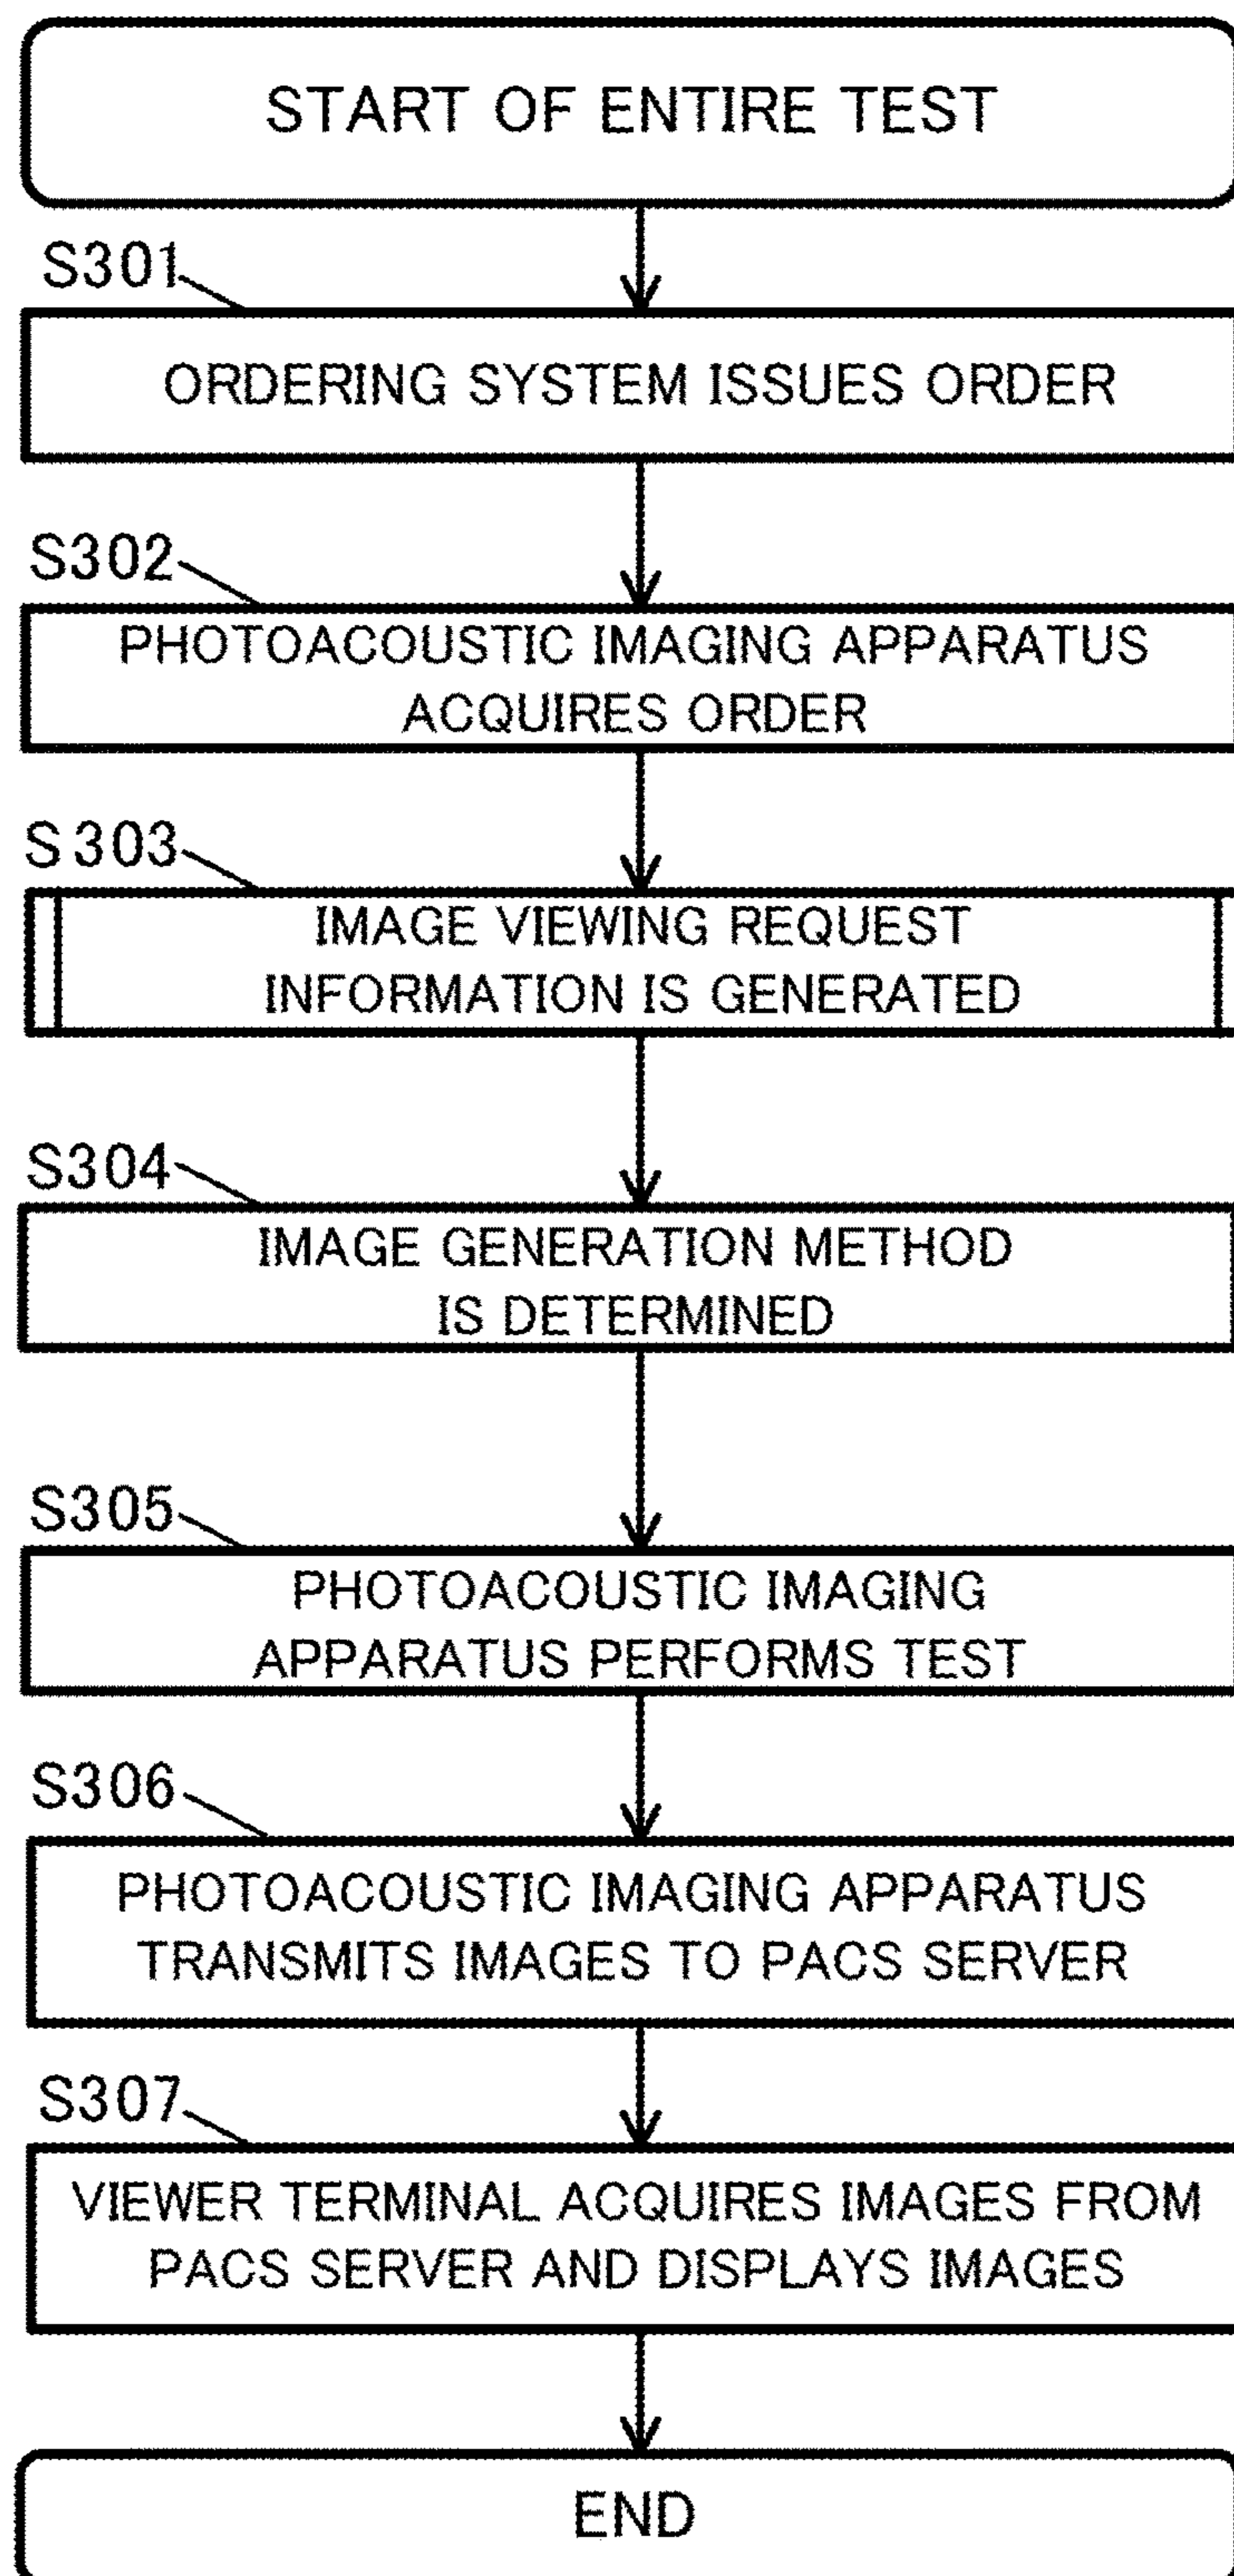 START OF ENTIRE TEST
S301
ORDERING SYSTEM ISSUES ORDER
S302
PHOTOACOUSTIC IMAGING APPARATUS
ACQUIRES ORDER
S303
IMAGE VIEWING REQUEST
INFORMATION IS GENERATED
S304
IMAGE GENERATION METHOD
IS DETERMINED
S305
PHOTOACOUSTIC IMAGING
APPARATUS PERFORMS TEST
S306
PHOTOACOUSTIC IMAGING APPARATUS
TRANSMITS IMAGES TO PACS SERVER
S307
VIEWER TERMINAL ACQUIRES IMAGES FROM
PACS SERVER AND DISPLAYS IMAGES
END